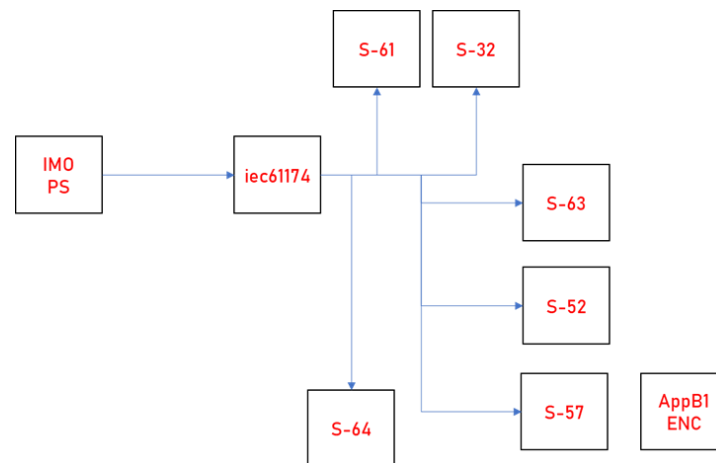 S-61
S-32
IMO
PS
iec61174
S-63
S-52
S-57
AppB1
ENC
S-64